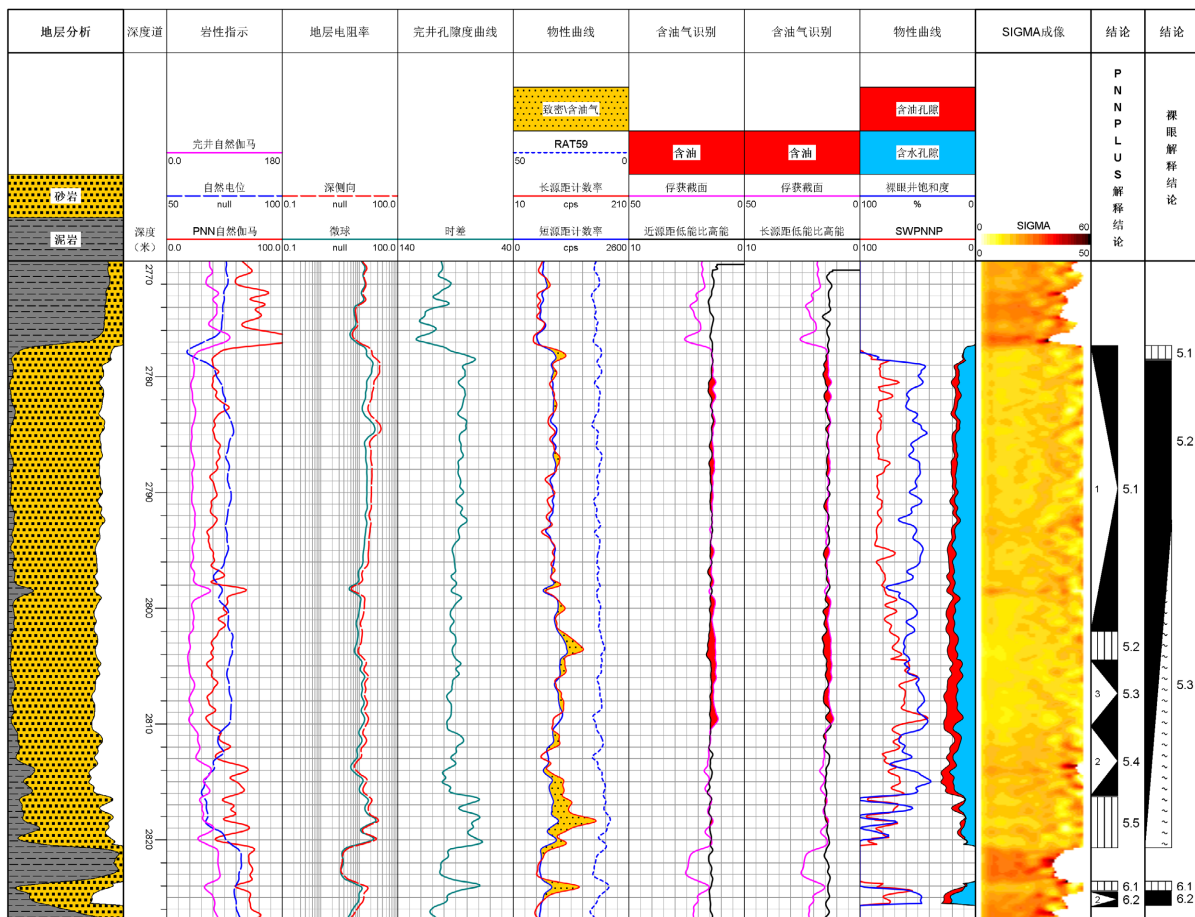 地层分析
深度道
岩性指示
地层电阻率
完井孔隙度曲线
物性曲线
含油气识别
含油气识别
物性曲线
SIGMA成像
结论
结论
砂岩
泥岩
深度
(米)
完井自然伽马
0.0 180
自然电位
50 null 100
PNN自然伽马
0.0 100.0
深侧向
0.1 null 100.0
微球
0.1 null 100.0
时差
140 40
致密\含油气
RAT59
50 0
长源距计数率
10 cps 210
短源距计数率
0 cps 2600
含油
俘获截面
50 0
近源距低能比高能
10 0
含油
俘获截面
50 0
长源距低能比高能
10 0
含油孔隙
含水孔隙
裸眼井饱和度
100 % 0
SWPNNP
100 0
0 60
SIGMA
0 50
PNNPLUS解释结论
裸眼解释结论
2770
2780
2790
2800
2810
2820
1
3
2
2
5.1
5.2
5.3
5.4
5.5
6.1
6.2
5.1
5.2
5.3
6.1
6.2